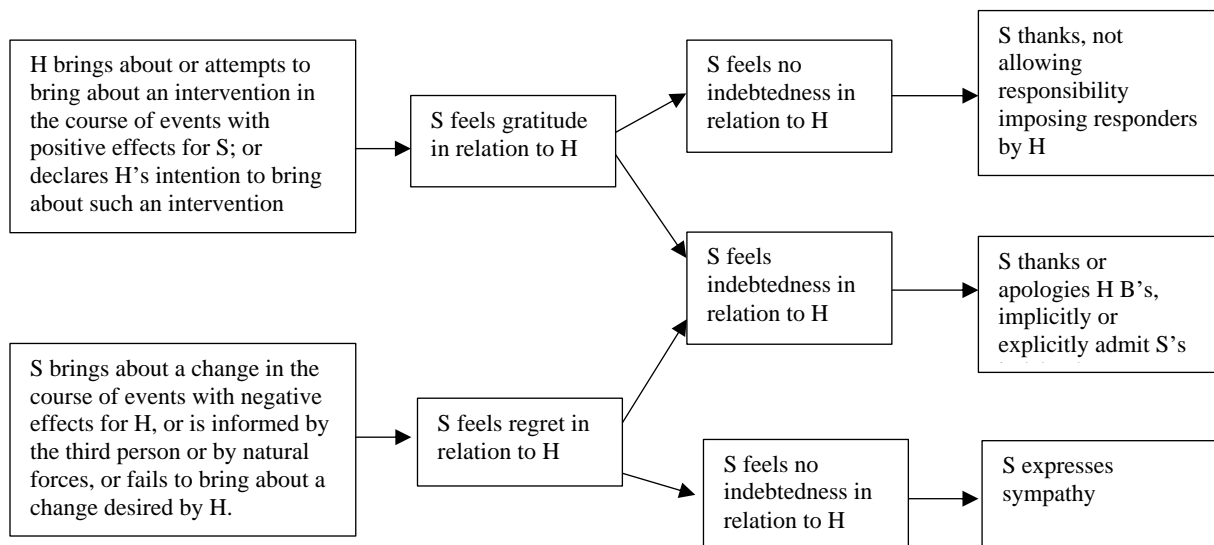 H brings about or attempts to
bring about an intervention in
the course of events with
positive effects for S; or
declares H’s intention to bring
about such an intervention
S feels gratitude
in relation to H
S feels no
indebtedness in
relation to H
S thanks, not
allowing
responsibility
imposing responders
by H
S feels
indebtedness in
relation to H
S thanks or
apologies H B’s,
implicitly or
explicitly admit S’s
S brings about a change in the
course of events with negative
effects for H, or is informed by
the third person or by natural
forces, or fails to bring about a
change desired by H.
S feels regret in
relation to H
S feels no
indebtedness in
relation to H
S expresses
sympathy